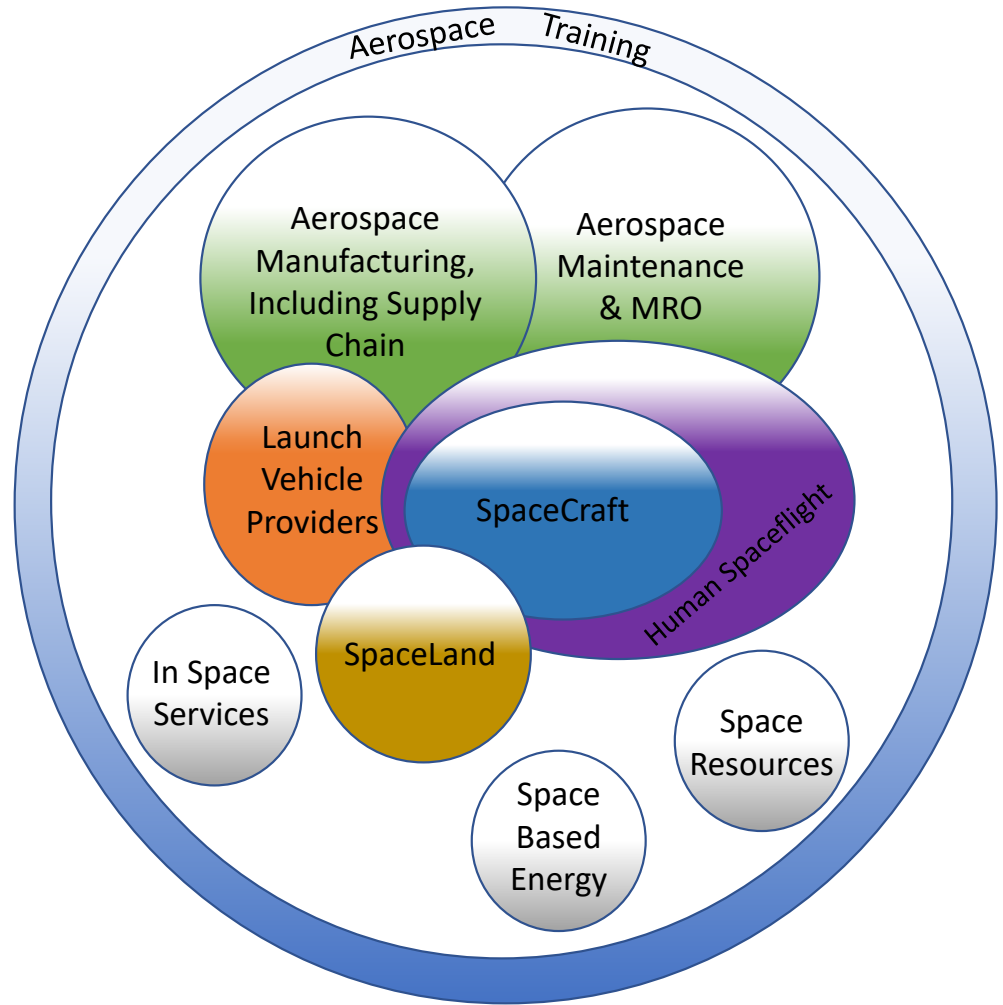 Aerospace Training
Aerospace
Manufacturing,
Including Supply
Chain
Aerospace
Maintenance
& MRO
Launch
Vehicle
Providers
SpaceCraft
Human Spaceflight
SpaceLand
In Space
Services
Space
Resources
Space
Based
Energy